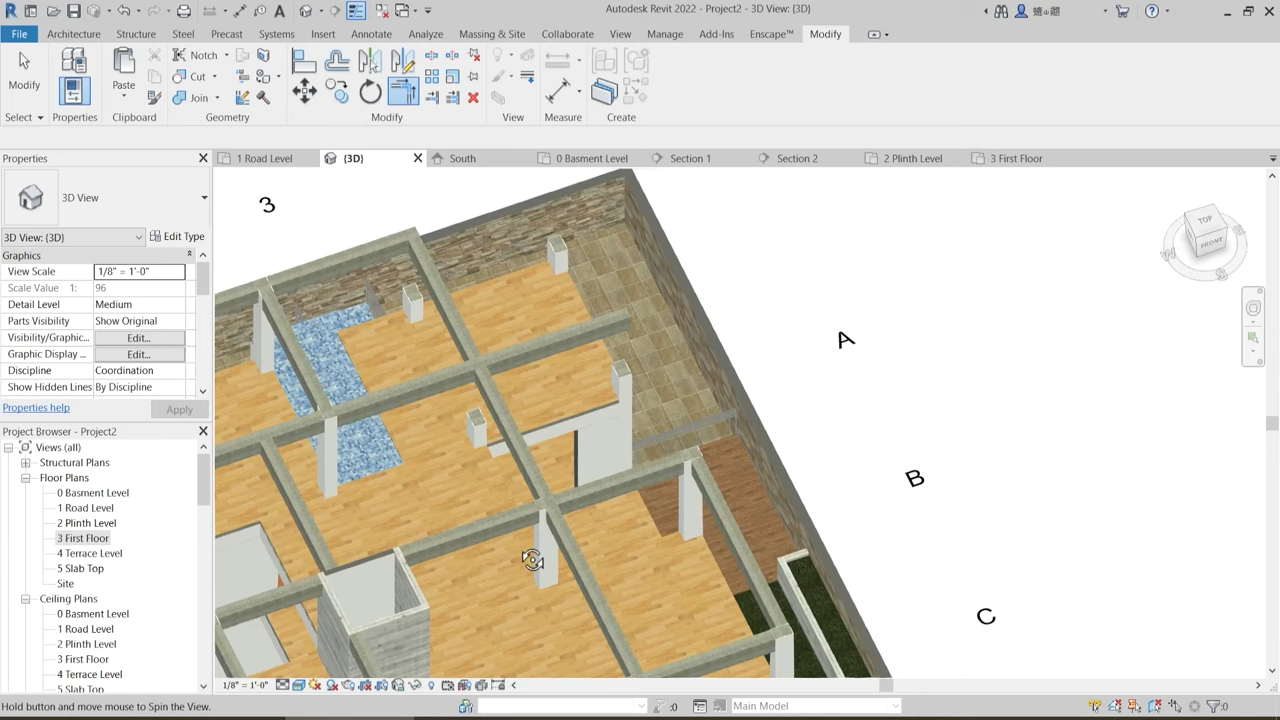 Autodesk Revit 2022 - Project2 - 3D View: {3D}
File Architecture Structure Steel Precast Systems Insert Annotate Analyze Massing & Site Collaborate View Manage Add-Ins Enscape™ Modify
Notch
Cut
Modify Paste Join
Select Properties Clipboard Geometry Modify View Measure Create
Properties
1 Road Level (3D) South 0 Basment Level Section 1 Section 2 2 Plinth Level 3 First Floor
3D View
3D View: {3D} Edit Type
Graphics
View Scale 1/8" = 1'-0"
Scale Value 1: 96
Detail Level Medium
Parts Visibility Show Original
Visibility/Graphic... Edit...
Graphic Display ... Edit...
Discipline Coordination
Show Hidden Lines By Discipline
Properties help Apply
Project Browser - Project2
Views (all)
Structural Plans
Floor Plans
0 Basment Level
1 Road Level
2 Plinth Level
3 First Floor
4 Terrace Level
5 Slab Top
Site
Ceiling Plans
0 Basment Level
1 Road Level
2 Plinth Level
3 First Floor
4 Terrace Level
5 Slab Top
3
A
B
C
TOP
FRONT
W
S
1/8" = 1'-0"
Hold button and move mouse to Spin the View. :0 Main Model :0